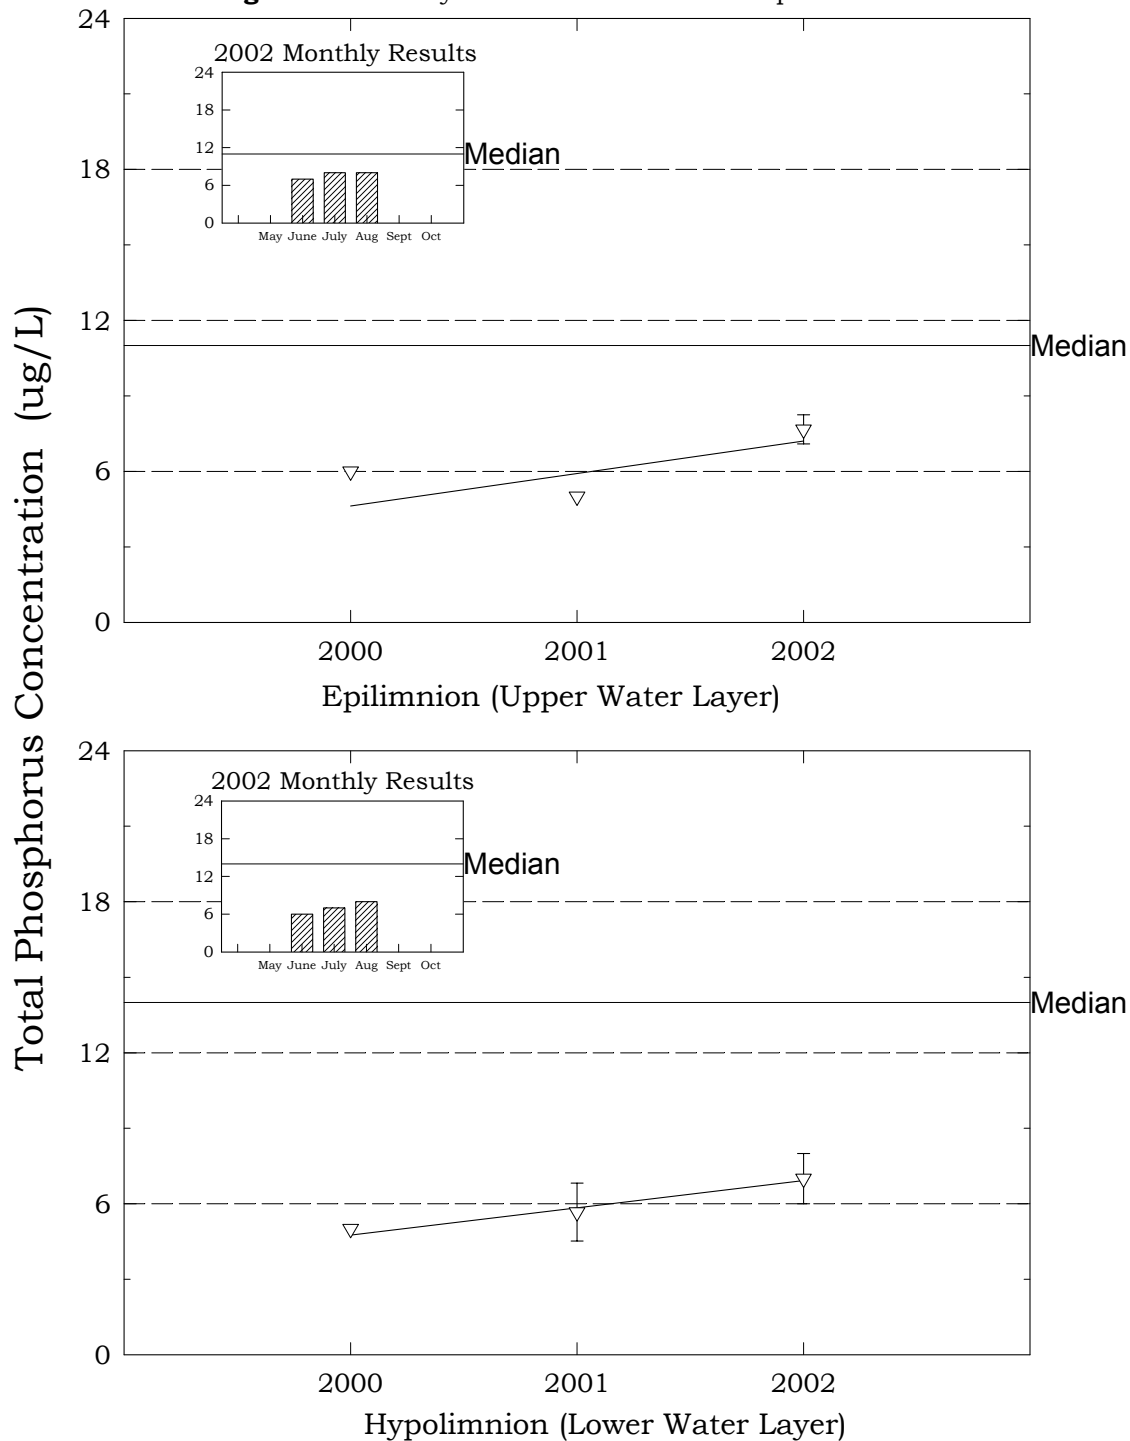 24
2002 Monthly Results
24
18
12
6
0
Median
May June July Aug Sept Oct
18
12
Median
6
0
2000 2001 2002
Epilimnion (Upper Water Layer)
Total Phosphorus Concentration (ug/L)
24
2002 Monthly Results
24
18
12
6
0
Median
May June July Aug Sept Oct
18
Median
12
6
0
2000 2001 2002
Hypolimnion (Lower Water Layer)